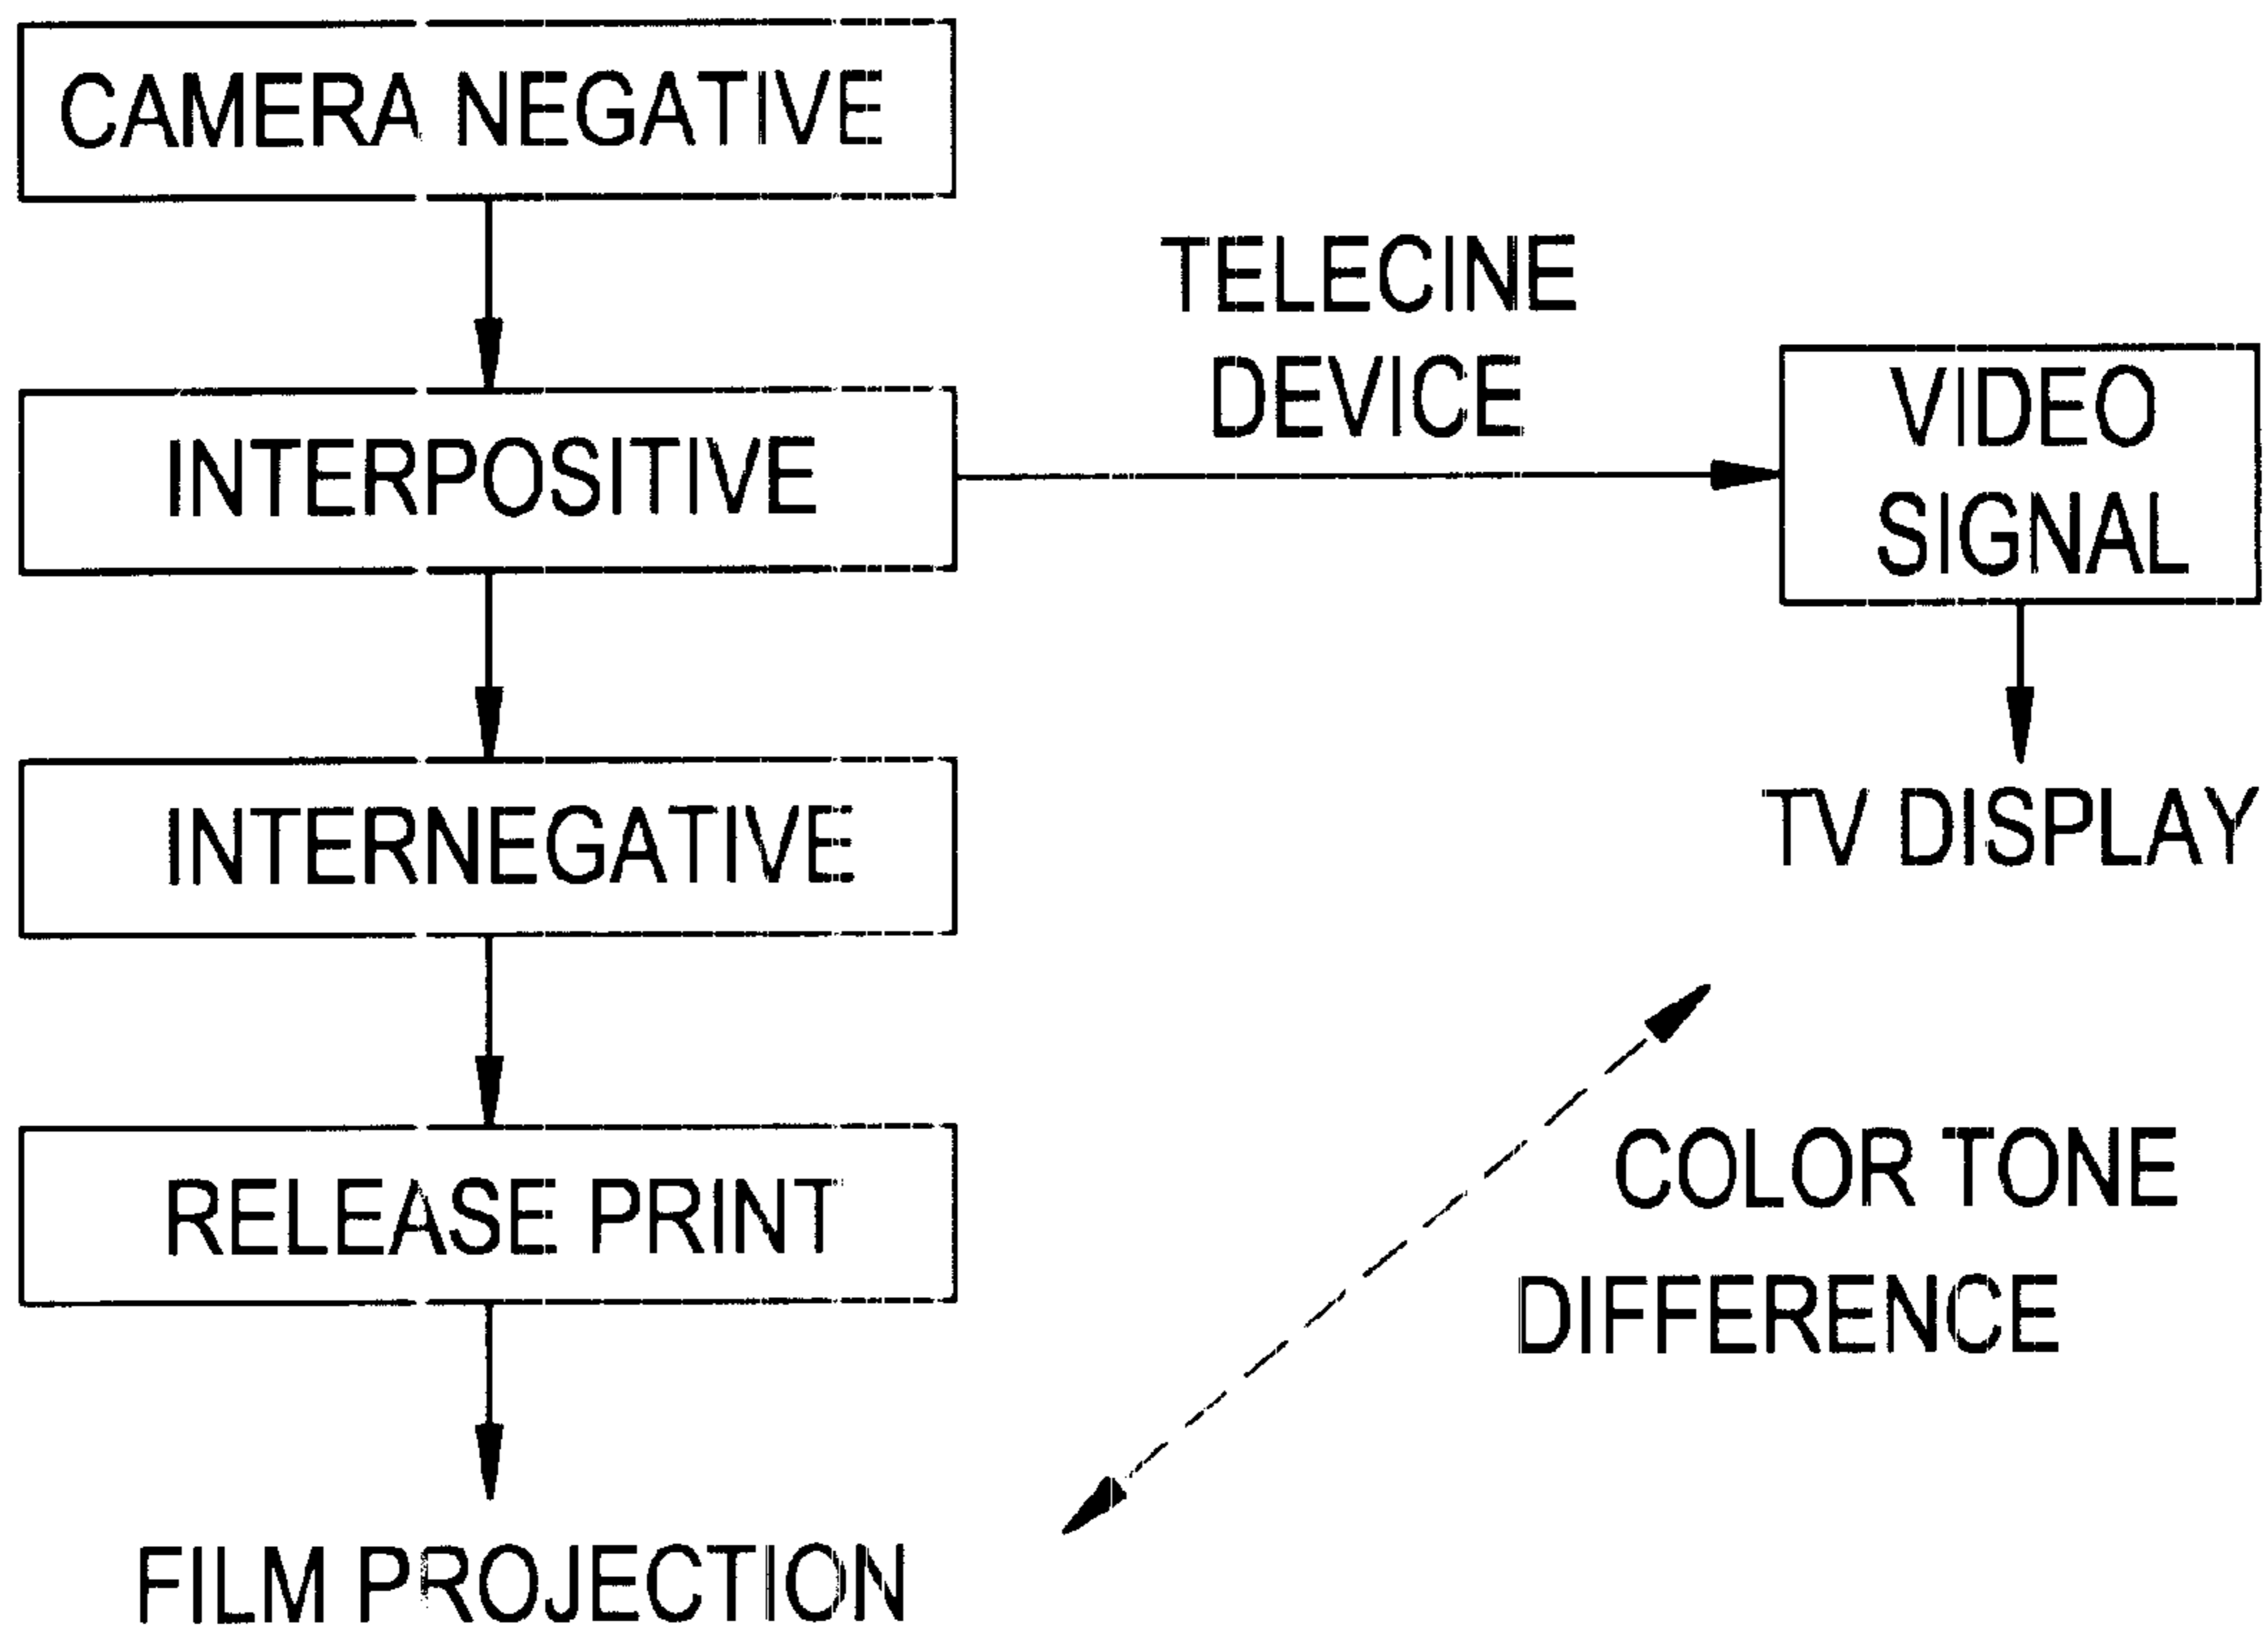 CAMERA NEGATIVE
TELECINE
DEVICE
INTERPOSITIVE
VIDEO
SIGNAL
INTERNEGATIVE
TV DISPLAY
RELEASE PRINT
COLOR TONE
DIFFERENCE
FILM PROJECTION